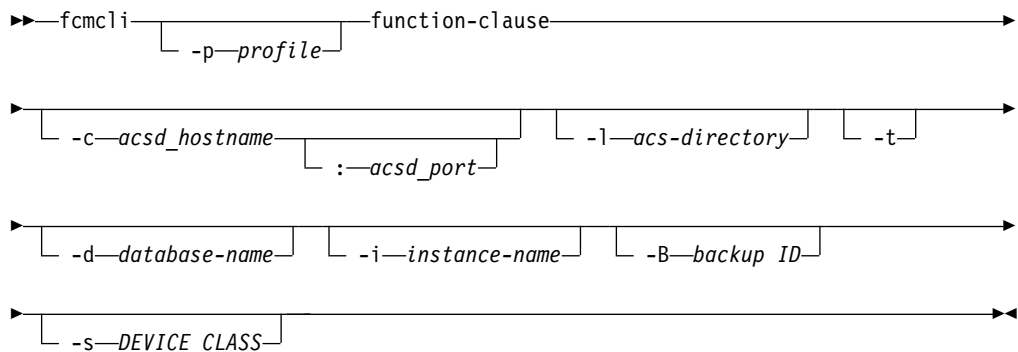 fcmcli function-clause
-p profile
-c acsd_hostname -l acs-directory -t
: acsd_port
-d database-name -i instance-name -B backup ID
-s DEVICE CLASS